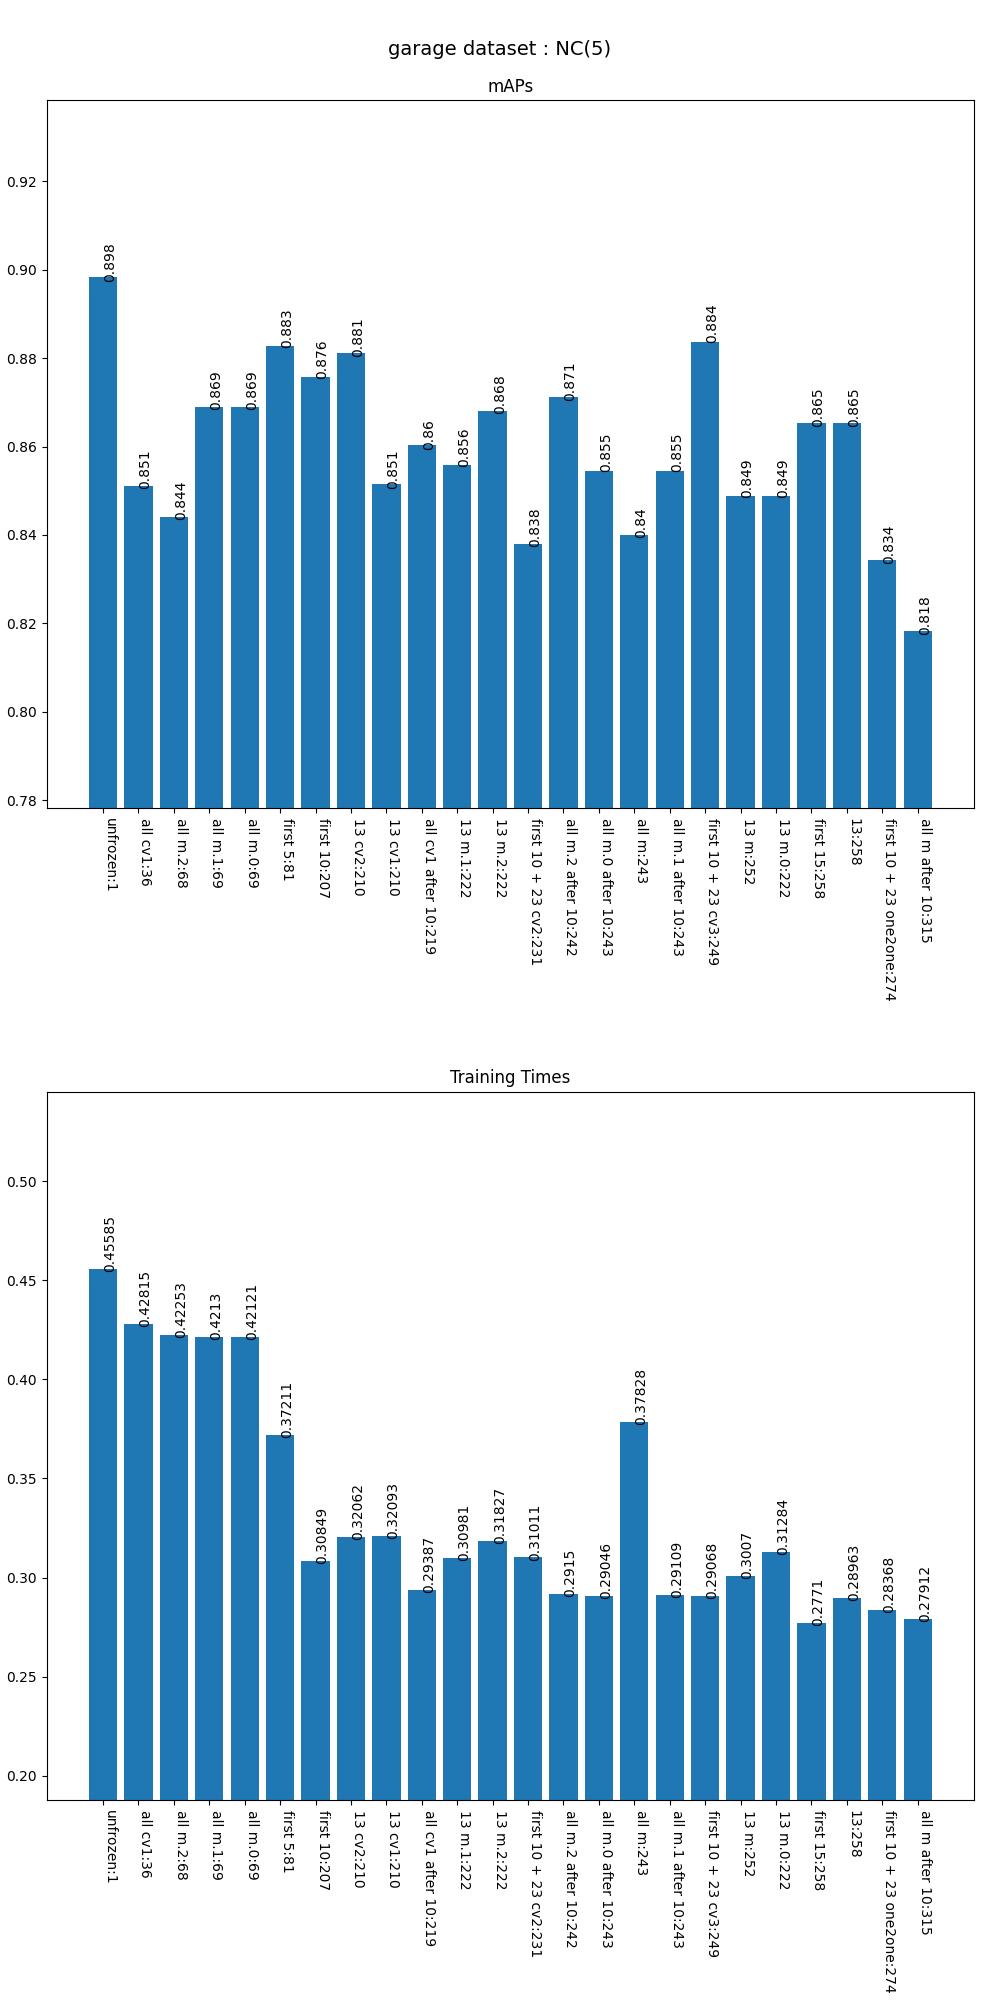 garage dataset : NC(5)
mAPs
0.92
0.90
0.88
0.86
0.84
0.82
0.80
0.78
0.898
0.851
0.844
0.869
0.869
0.883
0.876
0.881
0.851
0.86
0.856
0.868
0.838
0.871
0.855
0.84
0.855
0.884
0.849
0.849
0.865
0.865
0.834
0.818
unfrozen:1
all cv1:36
all m.2:68
all m.1:69
all m.0:69
first 5:81
first 10:207
13 cv2:210
13 cv1:210
all cv1 after 10:219
13 m.1:222
13 m.2:222
first 10 + 23 cv2:231
all m.2 after 10:242
all m.0 after 10:243
all m:243
all m.1 after 10:243
first 10 + 23 cv3:249
13 m:252
13 m.0:222
first 15:258
13:258
first 10 + 23 one2one:274
all m after 10:315
Training Times
0.50
0.45
0.40
0.35
0.30
0.25
0.20
0.45585
0.42815
0.42253
0.4213
0.42121
0.37211
0.30849
0.32062
0.32093
0.29387
0.30981
0.31827
0.31011
0.2915
0.29046
0.37828
0.29109
0.29068
0.3007
0.31284
0.2771
0.28963
0.28368
0.27912
unfrozen:1
all cv1:36
all m.2:68
all m.1:69
all m.0:69
first 5:81
first 10:207
13 cv2:210
13 cv1:210
all cv1 after 10:219
13 m.1:222
13 m.2:222
first 10 + 23 cv2:231
all m.2 after 10:242
all m.0 after 10:243
all m:243
all m.1 after 10:243
first 10 + 23 cv3:249
13 m:252
13 m.0:222
first 15:258
13:258
first 10 + 23 one2one:274
all m after 10:315